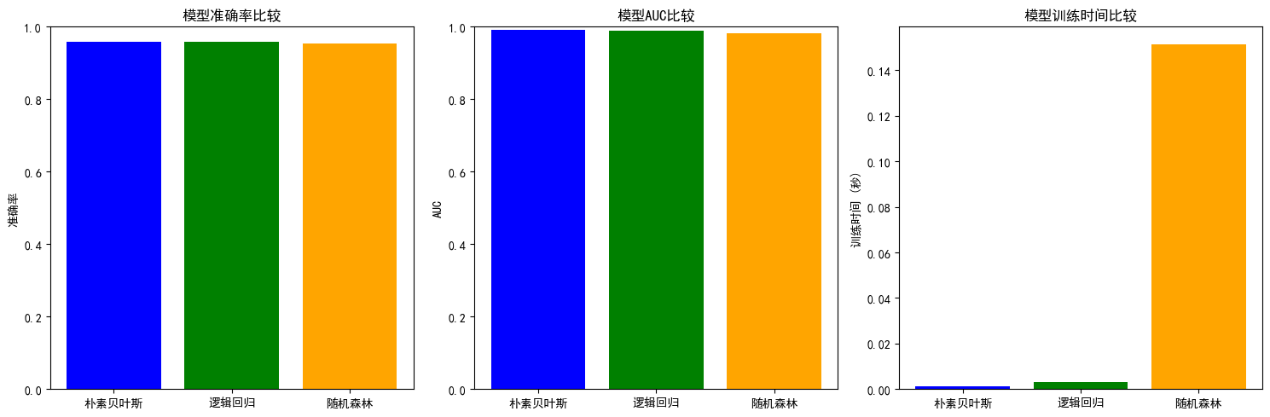 模型准确率比较
准确率
1.0
0.8
0.6
0.4
0.2
0.0
朴素贝叶斯 逻辑回归 随机森林
模型AUC比较
AUC
1.0
0.8
0.6
0.4
0.2
0.0
朴素贝叶斯 逻辑回归 随机森林
模型训练时间比较
训练时间 (秒)
0.14
0.12
0.10
0.08
0.06
0.04
0.02
0.00
朴素贝叶斯 逻辑回归 随机森林